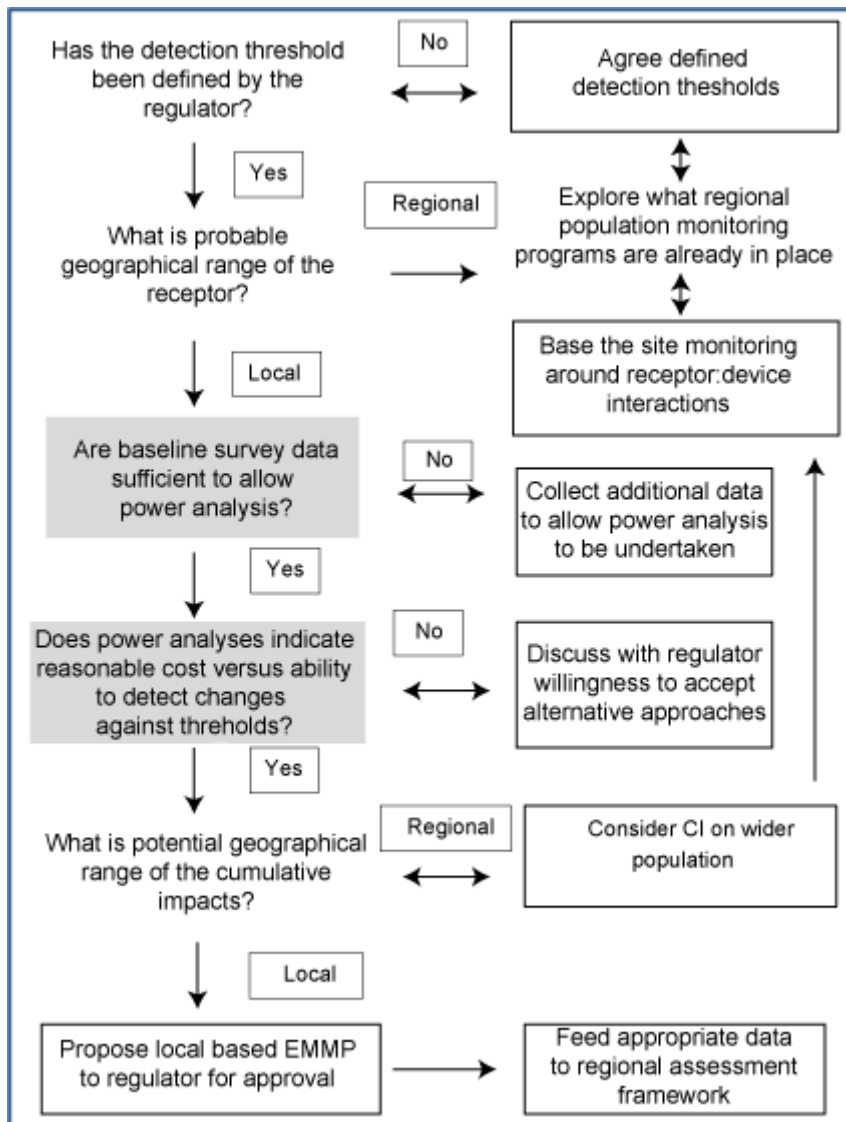 Has the detection threshold
been defined by the
regulator?
No
Agree defined
detection thesholds
Yes
Regional
Explore what regional
population monitoring
programs are already in place
What is probable
geographical range of the
receptor?
Base the site monitoring
around receptor:device
interactions
Local
Are baseline survey data
sufficient to allow
power analysis?
No
Collect additional data
to allow power analysis
to be undertaken
Yes
Does power analyses indicate
reasonable cost versus ability
to detect changes
against threholds?
No
Discuss with regulator
willingness to accept
alternative approaches
Yes
What is potential geographical
range of the cumulative
impacts?
Regional
Consider CI on wider
population
Local
Propose local based EMMP
to regulator for approval
Feed appropriate data
to regional assessment
framework